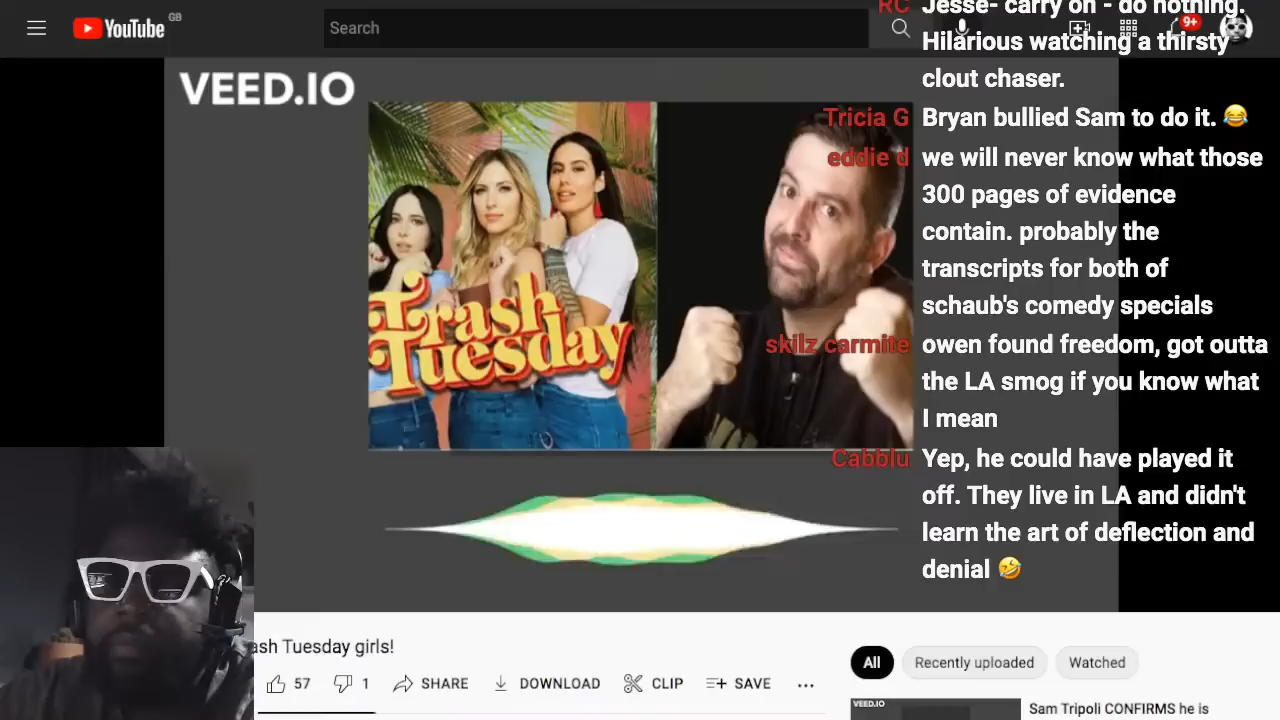 YouTube GB
Search
9+
VEED.IO
Trash
Tuesday
RC Jesse- carry on - do nothing.
Hilarious watching a thirsty
clout chaser.
Tricia G Bryan bullied Sam to do it. 😂
eddie d we will never know what those
300 pages of evidence
contain. probably the
transcripts for both of
schaub's comedy specials
skilz carmite owen found freedom, got outta
the LA smog if you know what
I mean
Cabblu Yep, he could have played it
off. They live in LA and didn't
learn the art of deflection and
denial 🤣
ash Tuesday girls!
57 1 SHARE DOWNLOAD CLIP SAVE ...
All Recently uploaded Watched
VEED.IO
Sam Tripoli CONFIRMS he is